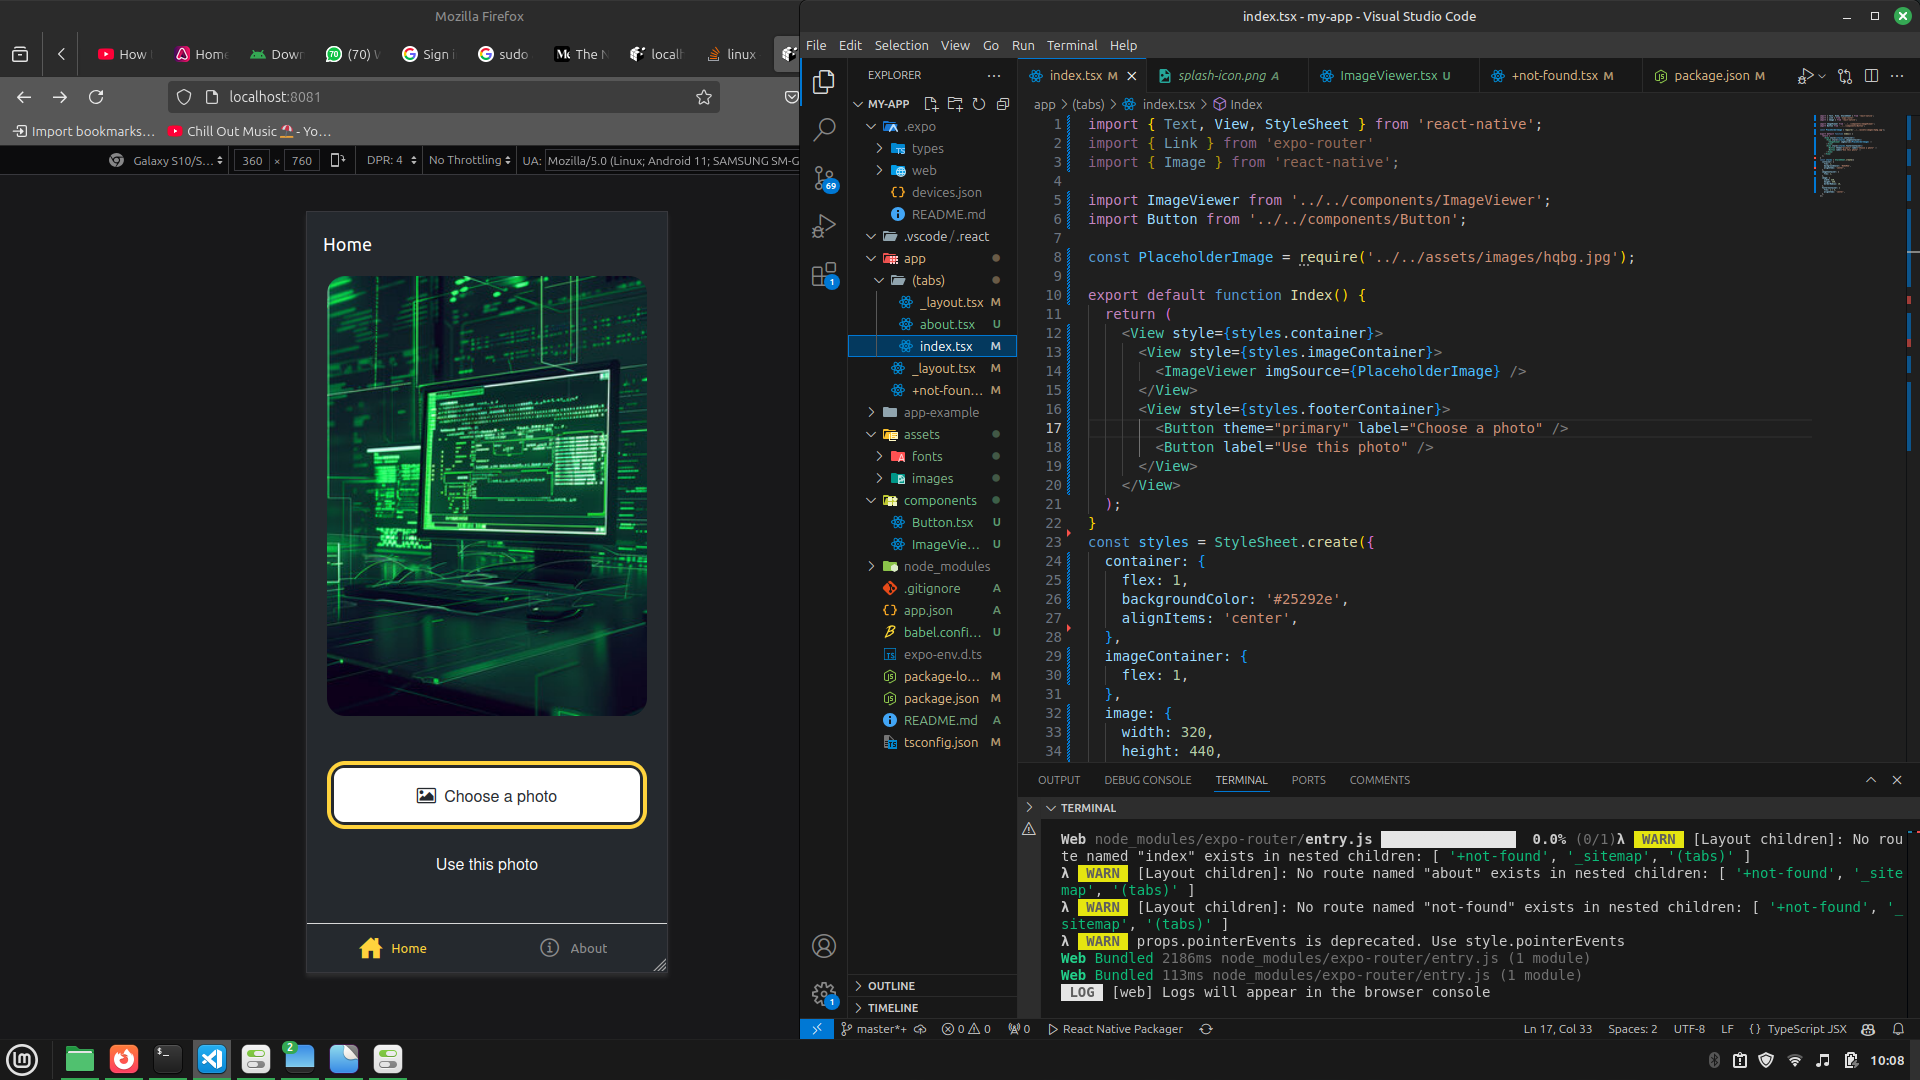 Mozilla Firefox
How
Home
Down
(70) W
Sign i
sudo
The N
localh
linux
localhost:8081
Import bookmarks...
Chill Out Music ⛱️ - Yo...
Galaxy S10/S...
360 × 760
DPR: 4
No Throttling
UA: Mozilla/5.0 (Linux; Android 11; SAMSUNG SM-G
Home
Choose a photo
Use this photo
Home
About
index.tsx - my-app - Visual Studio Code
File Edit Selection View Go Run Terminal Help
EXPLORER
MY-APP
.expo
types
web
devices.json
README.md
.vscode/.react
app
(tabs)
_layout.tsx M
about.tsx U
index.tsx M
_layout.tsx M
+not-foun... M
app-example
assets
fonts
images
components
Button.tsx U
ImageVie... U
node_modules
.gitignore A
app.json A
babel.confi... U
expo-env.d.ts
package-lo... M
package.json M
README.md A
tsconfig.json M
OUTLINE
TIMELINE
69
1
1
index.tsx M
splash-icon.png A
ImageViewer.tsx U
+not-found.tsx M
package.json M
app > (tabs) > index.tsx > Index
1 import { Text, View, StyleSheet } from 'react-native';
2 import { Link } from 'expo-router'
3 import { Image } from 'react-native';
4
5 import ImageViewer from '../../components/ImageViewer';
6 import Button from '../../components/Button';
7
8 const PlaceholderImage = require('../../assets/images/hqbg.jpg');
9
10 export default function Index() {
11 return (
12 <View style={styles.container}>
13 <View style={styles.imageContainer}>
14 <ImageViewer imgSource={PlaceholderImage} />
15 </View>
16 <View style={styles.footerContainer}>
17 <Button theme="primary" label="Choose a photo" />
18 <Button label="Use this photo" />
19 </View>
20 </View>
21 );
22 }
23 const styles = StyleSheet.create({
24 container: {
25 flex: 1,
26 backgroundColor: '#25292e',
27 alignItems: 'center',
28 },
29 imageContainer: {
30 flex: 1,
31 },
32 image: {
33 width: 320,
34 height: 440,
OUTPUT DEBUG CONSOLE TERMINAL PORTS COMMENTS
TERMINAL
Web node_modules/expo-router/entry.js 0.0% (0/1)λ WARN [Layout children]: No rou
te named "index" exists in nested children: [ '+not-found', '_sitemap', '(tabs)' ]
λ WARN [Layout children]: No route named "about" exists in nested children: [ '+not-found', '_site
map', '(tabs)' ]
λ WARN [Layout children]: No route named "not-found" exists in nested children: [ '+not-found', '_
sitemap', '(tabs)' ]
λ WARN props.pointerEvents is deprecated. Use style.pointerEvents
Web Bundled 2186ms node_modules/expo-router/entry.js (1 module)
Web Bundled 113ms node_modules/expo-router/entry.js (1 module)
LOG [web] Logs will appear in the browser console
master*+ 0 0 0 React Native Packager Ln 17, Col 33 Spaces: 2 UTF-8 LF {} TypeScript JSX
2
10:08